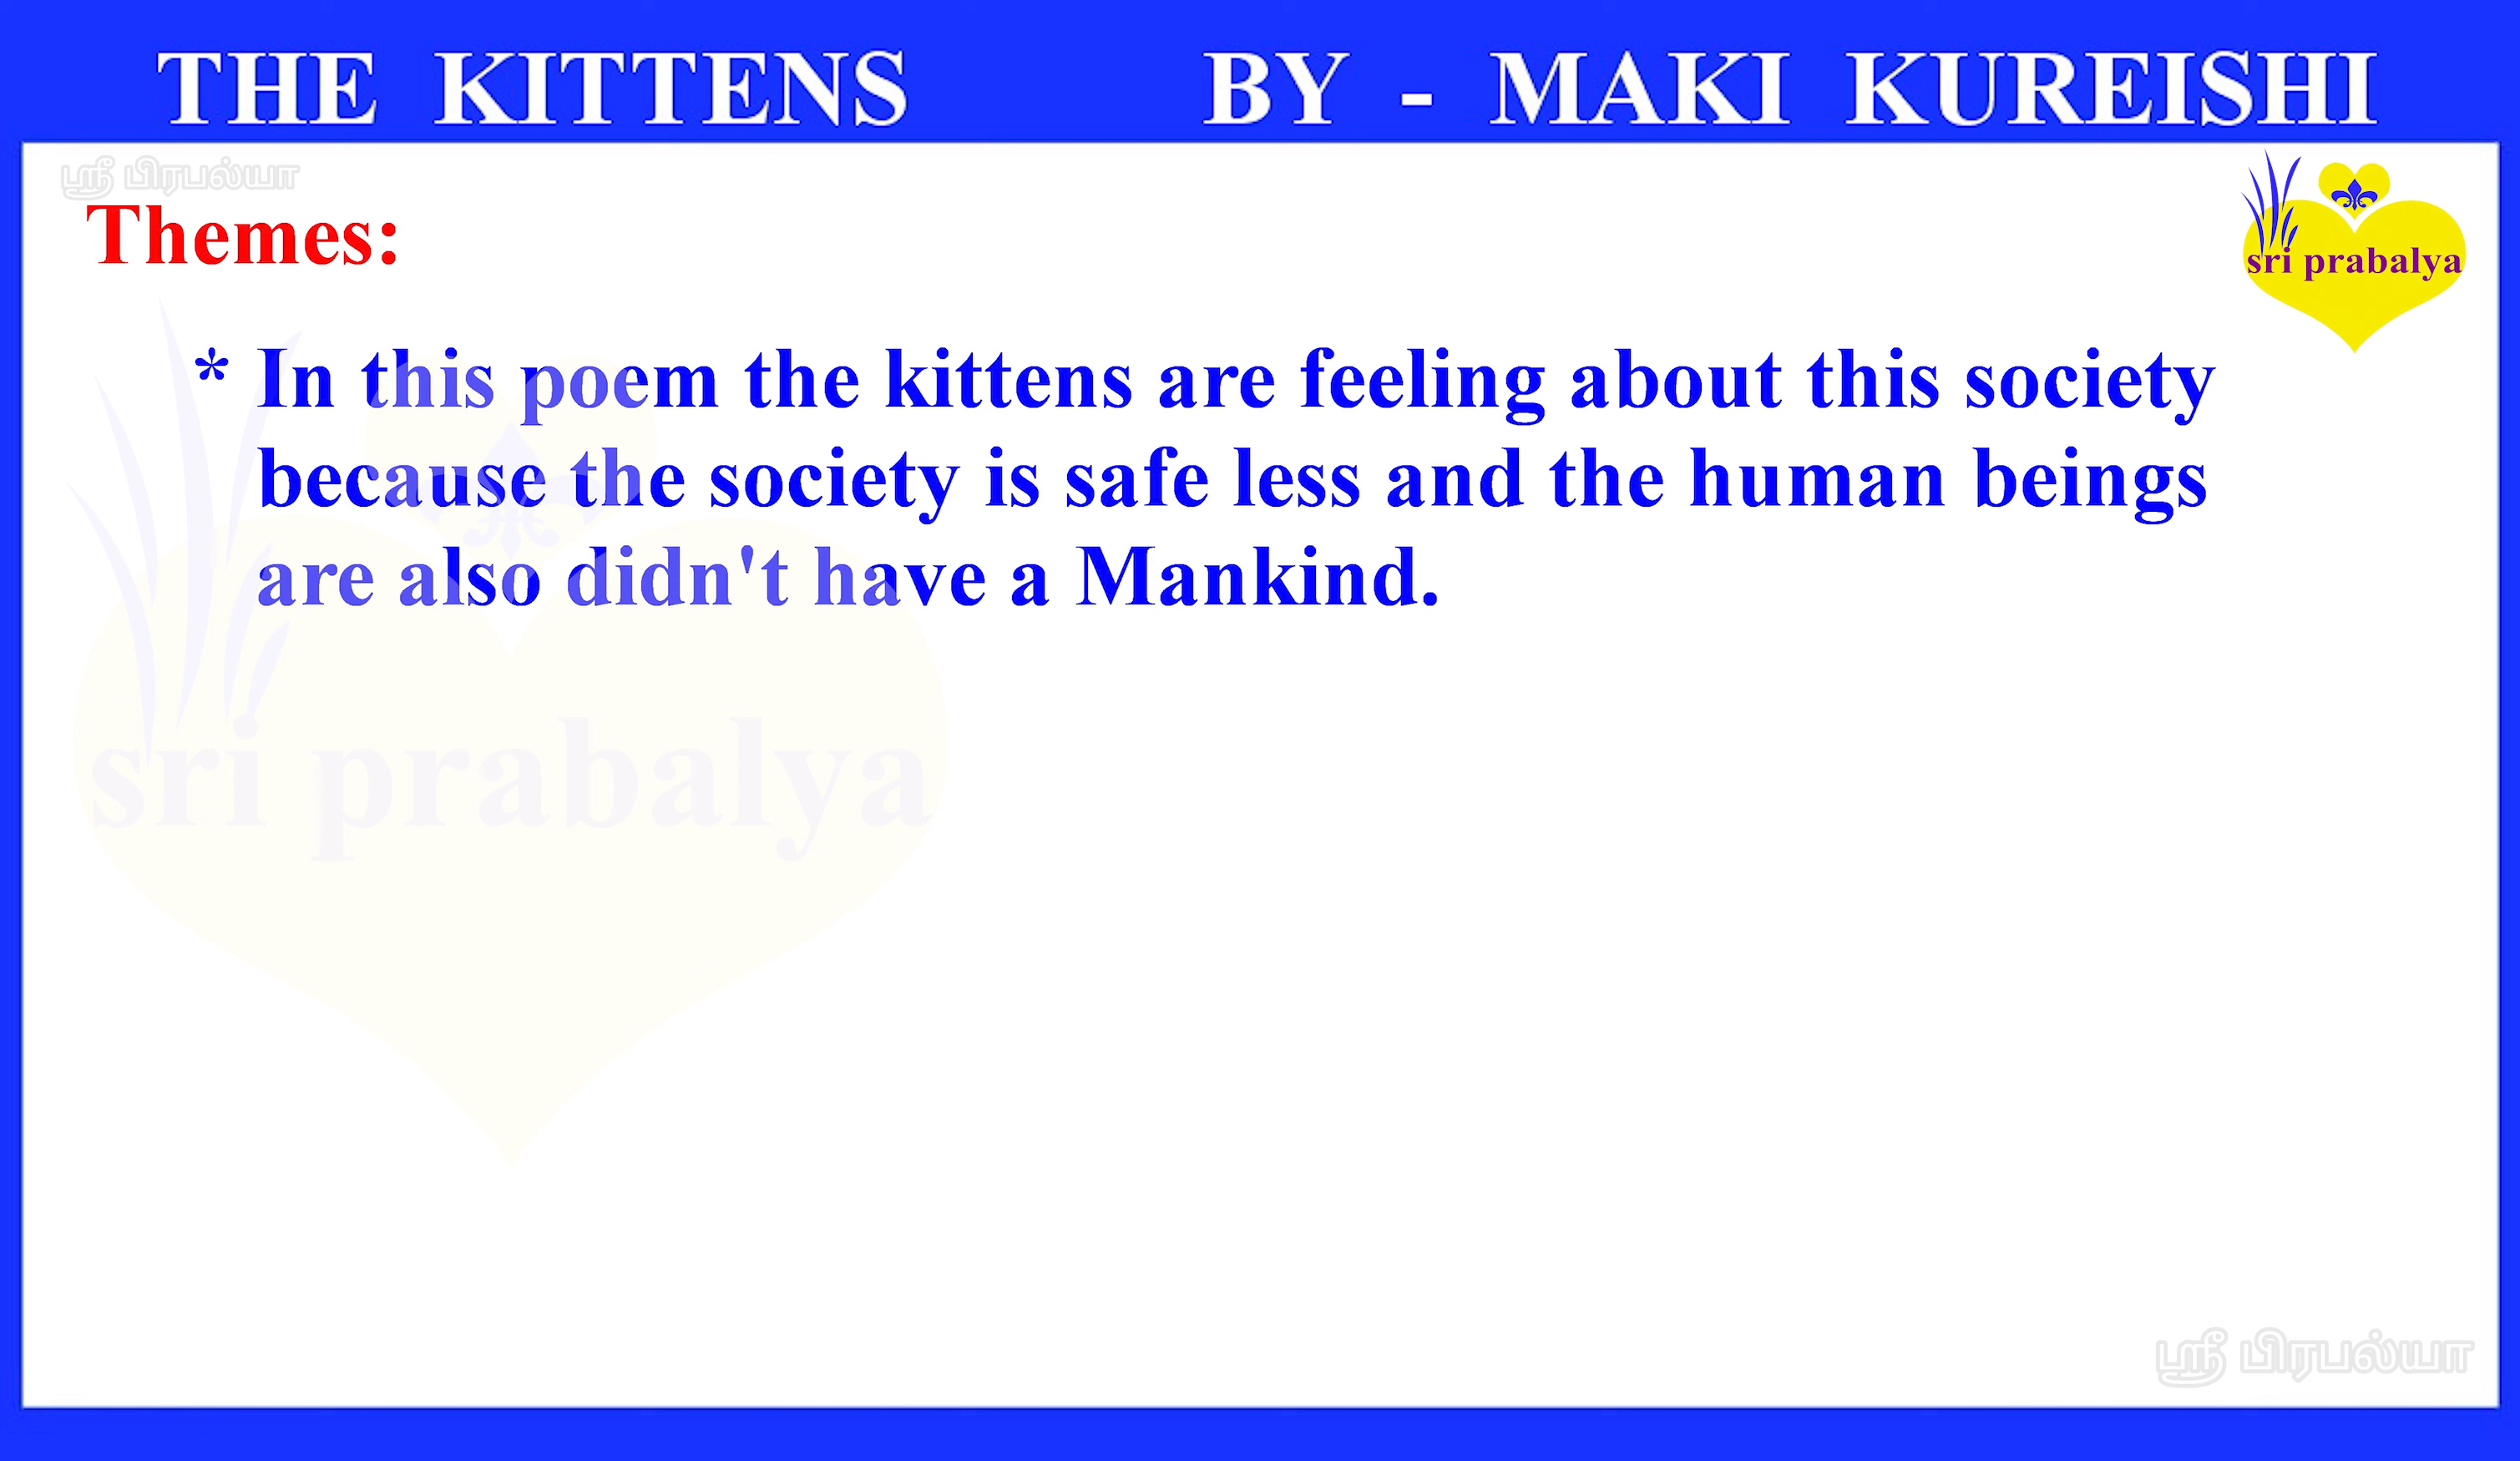 THE KITTENS BY - MAKI KUREISHI
ஸ்ரீ பிரபல்யா
Themes:
sri prabalya
* In this poem the kittens are feeling about this society
because the society is safe less and the human beings
are also didn't have a Mankind.
sri prabalya
ஸ்ரீ பிரபல்யா